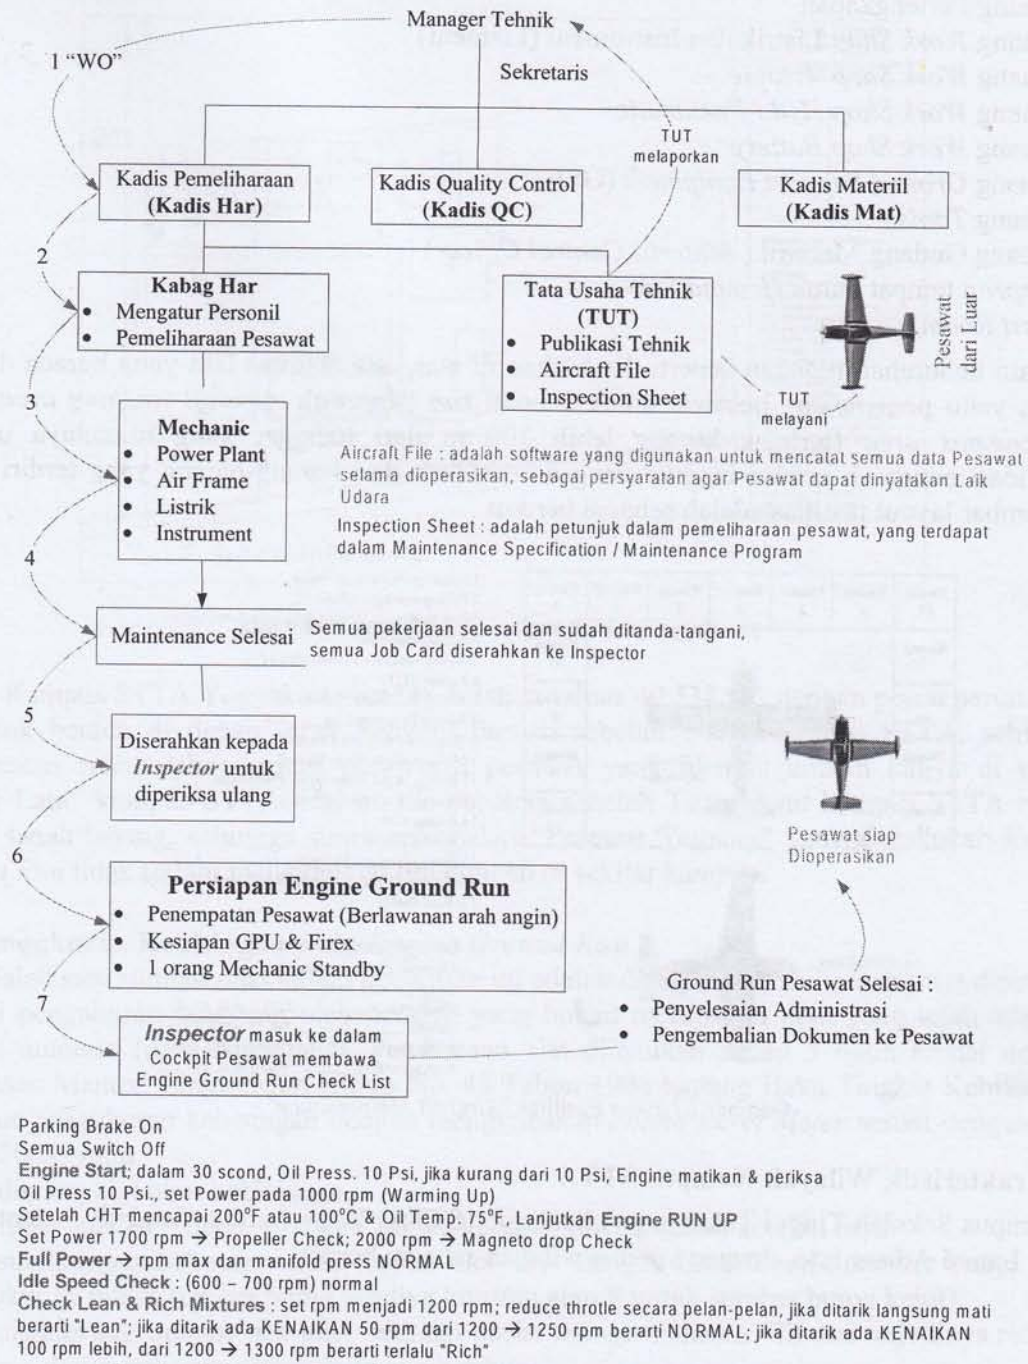 Manager Tehnik
1 “WO”
Sekretaris
TUT
melaporkan
Kadis Pemeliharaan
(Kadis Har)
Kadis Quality Control
(Kadis QC)
Kadis Materiil
(Kadis Mat)
2
Kabag Har
• Mengatur Personil
• Pemeliharaan Pesawat
Tata Usaha Tehnik
(TUT)
• Publikasi Tehnik
• Aircraft File
• Inspection Sheet
Pesawat
dari Luar
TUT
melayani
3
Mechanic
• Power Plant
• Air Frame
• Listrik
• Instrument
Aircraft File : adalah software yang digunakan untuk mencatat semua data Pesawat
selama dioperasikan, sebagai persyaratan agar Pesawat dapat dinyatakan Laik
Udara
Inspection Sheet : adalah petunjuk dalam pemeliharaan pesawat, yang terdapat
dalam Maintenance Specification / Maintenance Program
4
Maintenance Selesai
Semua pekerjaan selesai dan sudah ditanda-tangani,
semua Job Card diserahkan ke Inspector
5
Diserahkan kepada
Inspector untuk
diperiksa ulang
Pesawat siap
Dioperasikan
6
Persiapan Engine Ground Run
• Penempatan Pesawat (Berlawanan arah angin)
• Kesiapan GPU & Firex
• 1 orang Mechanic Standby
Ground Run Pesawat Selesai :
• Penyelesaian Administrasi
• Pengembalian Dokumen ke Pesawat
7
Inspector masuk ke dalam
Cockpit Pesawat membawa
Engine Ground Run Check List
Parking Brake On
Semua Switch Off
Engine Start; dalam 30 scond, Oil Press. 10 Psi, jika kurang dari 10 Psi, Engine matikan & periksa
Oil Press 10 Psi., set Power pada 1000 rpm (Warming Up)
Setelah CHT mencapai 200°F atau 100°C & Oil Temp. 75°F, Lanjutkan Engine RUN UP
Set Power 1700 rpm → Propeller Check; 2000 rpm → Magneto drop Check
Full Power → rpm max dan manifold press NORMAL
Idle Speed Check : (600 – 700 rpm) normal
Check Lean & Rich Mixtures : set rpm menjadi 1200 rpm; reduce throtle secara pelan-pelan, jika ditarik langsung mati
berarti "Lean"; jika ditarik ada KENAIKAN 50 rpm dari 1200 → 1250 rpm berarti NORMAL; jika ditarik ada KENAIKAN
100 rpm lebih, dari 1200 → 1300 rpm berarti terlalu "Rich"